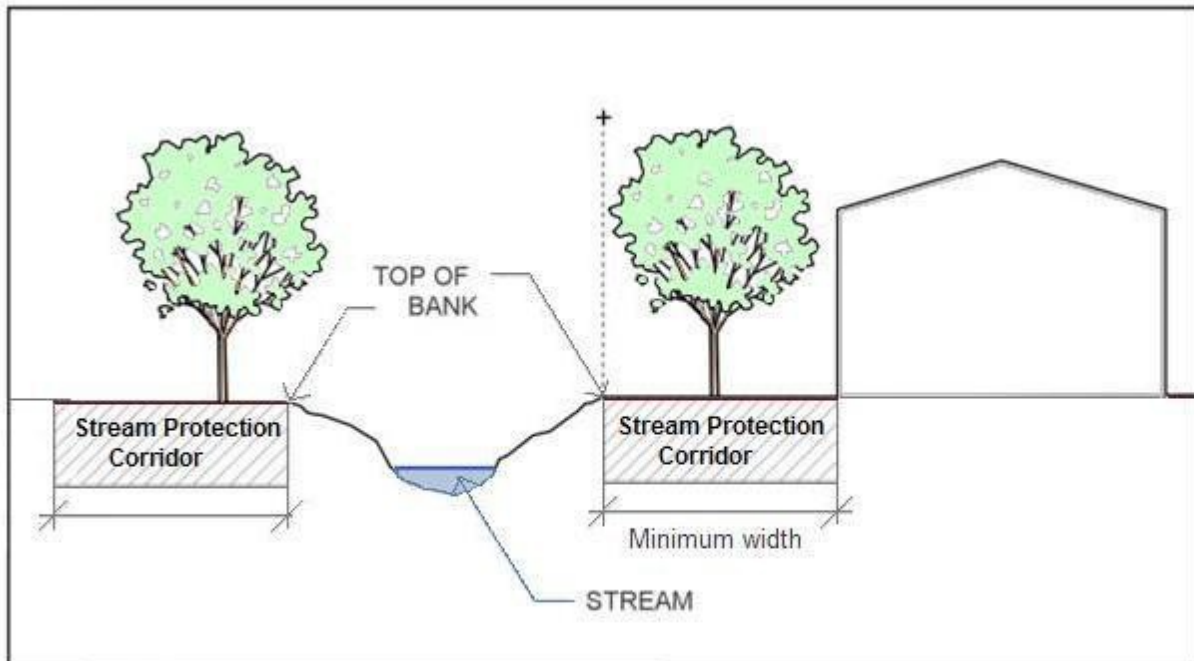 TOP OF
BANK
Stream Protection
Corridor
Stream Protection
Corridor
Minimum width
STREAM